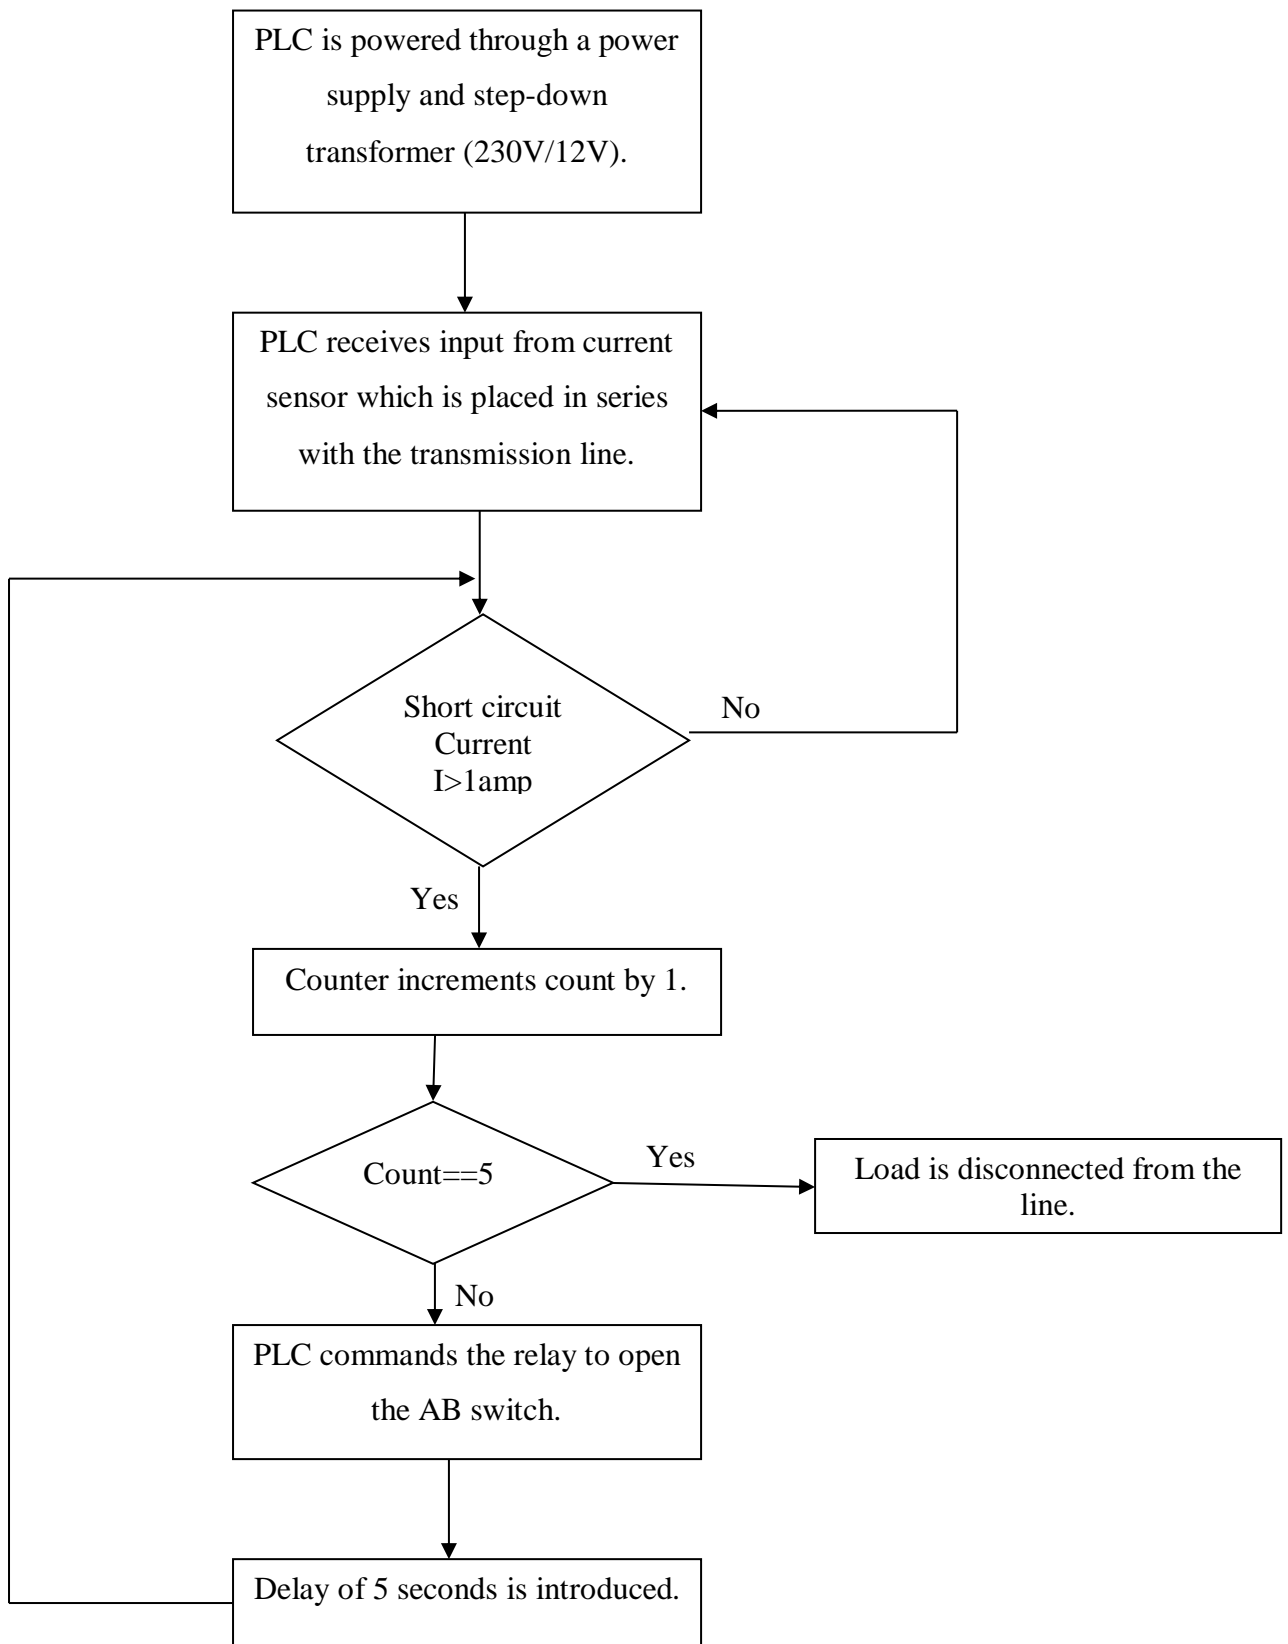 PLC is powered through a power
supply and step-down
transformer (230V/12V).
PLC receives input from current
sensor which is placed in series
with the transmission line.
Short circuit
Current
I>1amp
No
Yes
Counter increments count by 1.
Count==5
Yes
Load is disconnected from the
line.
No
PLC commands the relay to open
the AB switch.
Delay of 5 seconds is introduced.